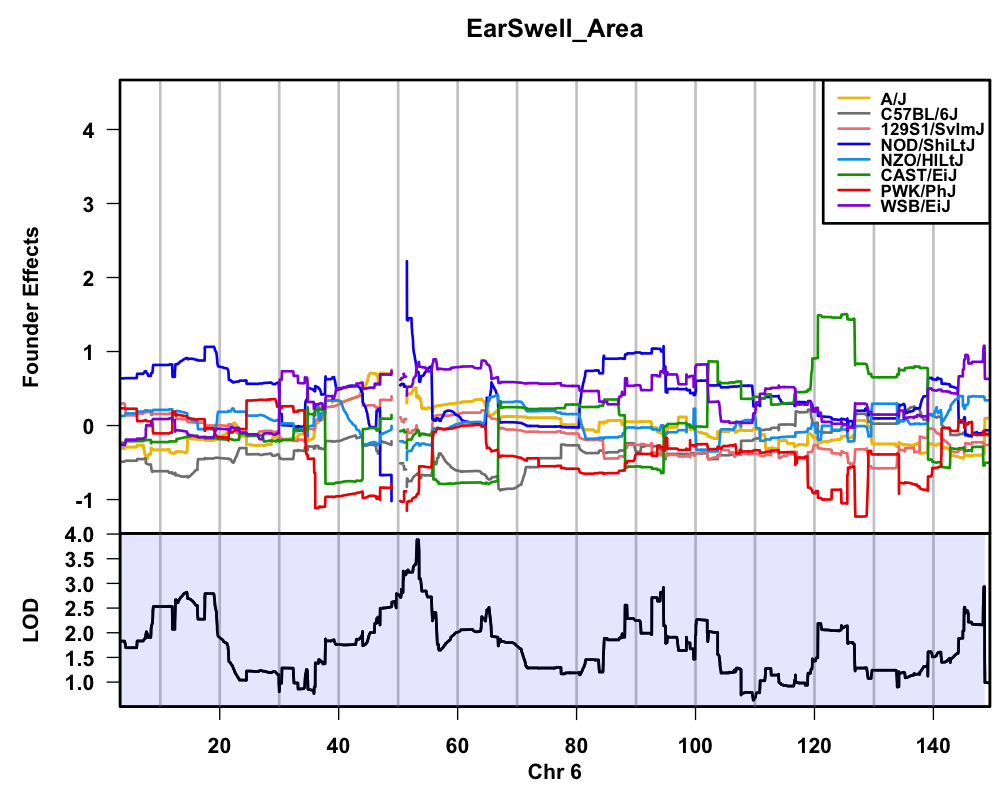 EarSwell_Area
A/J
C57BL/6J
129S1/SvImJ
NOD/ShiLtJ
NZO/HlLtJ
CAST/EiJ
PWK/PhJ
WSB/EiJ
Founder Effects
4
3
2
1
0
-1
LOD
4.0
3.5
3.0
2.5
2.0
1.5
1.0
20 40 60 80 100 120 140
Chr 6